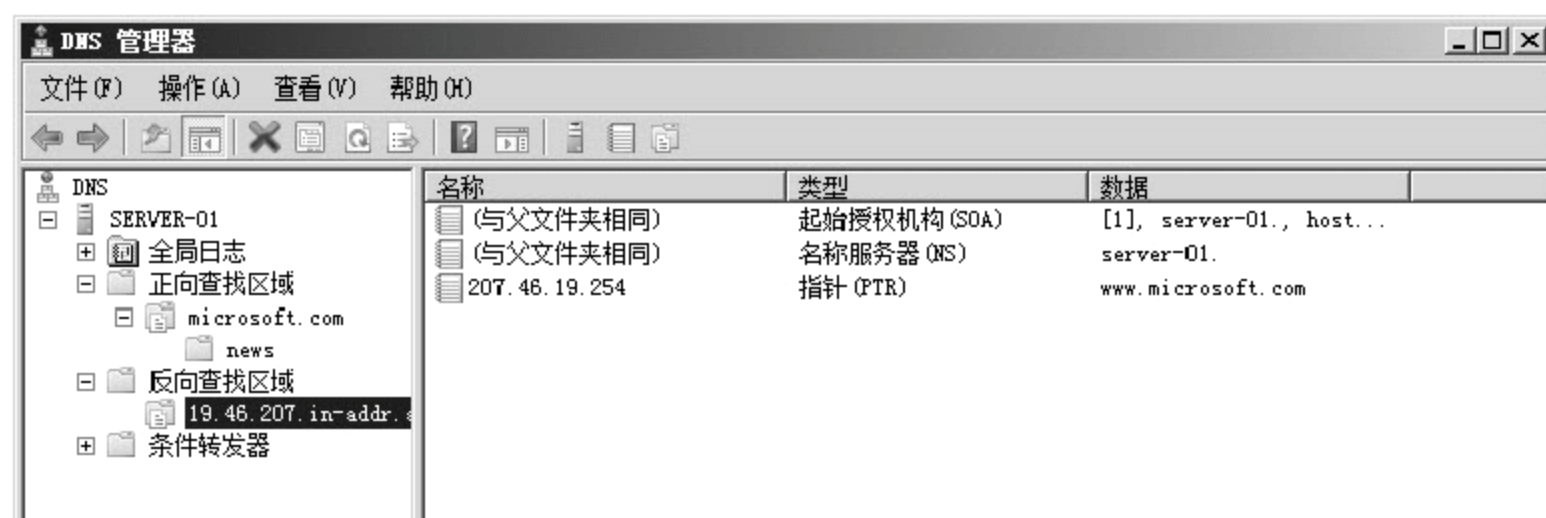 DNS 管理器
文件(F) 操作(A) 查看(V) 帮助(H)
DNS
SERVER-01
全局日志
正向查找区域
microsoft.com
news
反向查找区域
19.46.207.in-addr.
条件转发器
名称 类型 数据
(与父文件夹相同) 起始授权机构(SOA) [1], server-01., host...
(与父文件夹相同) 名称服务器(NS) server-01.
207.46.19.254 指针(PTR) www.microsoft.com